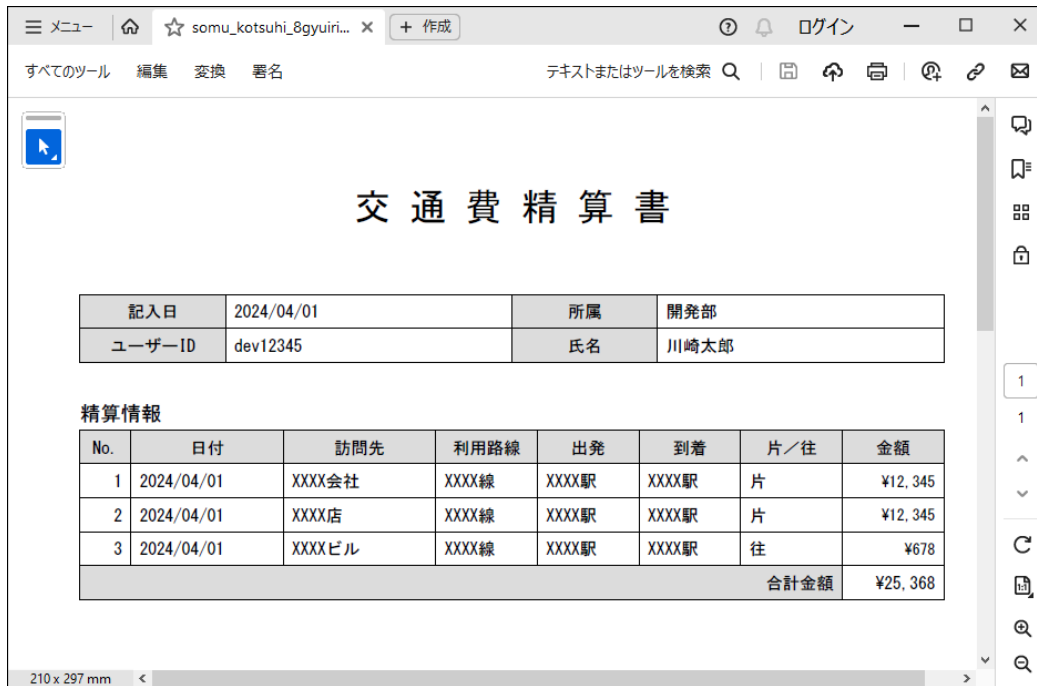 メニュー somu_kotsuhi_8gyuiri... + 作成 ログイン
すべてのツール 編集 変換 署名 テキストまたはツールを検索
交通費精算書
記入日 2024/04/01 所属 開発部
ユーザーID dev12345 氏名 川崎太郎
精算情報
No. 日付 訪問先 利用路線 出発 到着 片／往 金額
1 2024/04/01 XXXX会社 XXXX線 XXXX駅 XXXX駅 片 ¥12,345
2 2024/04/01 XXXX店 XXXX線 XXXX駅 XXXX駅 片 ¥12,345
3 2024/04/01 XXXXビル XXXX線 XXXX駅 XXXX駅 往 ¥678
合計金額 ¥25,368
1
1
1:1
210 x 297 mm